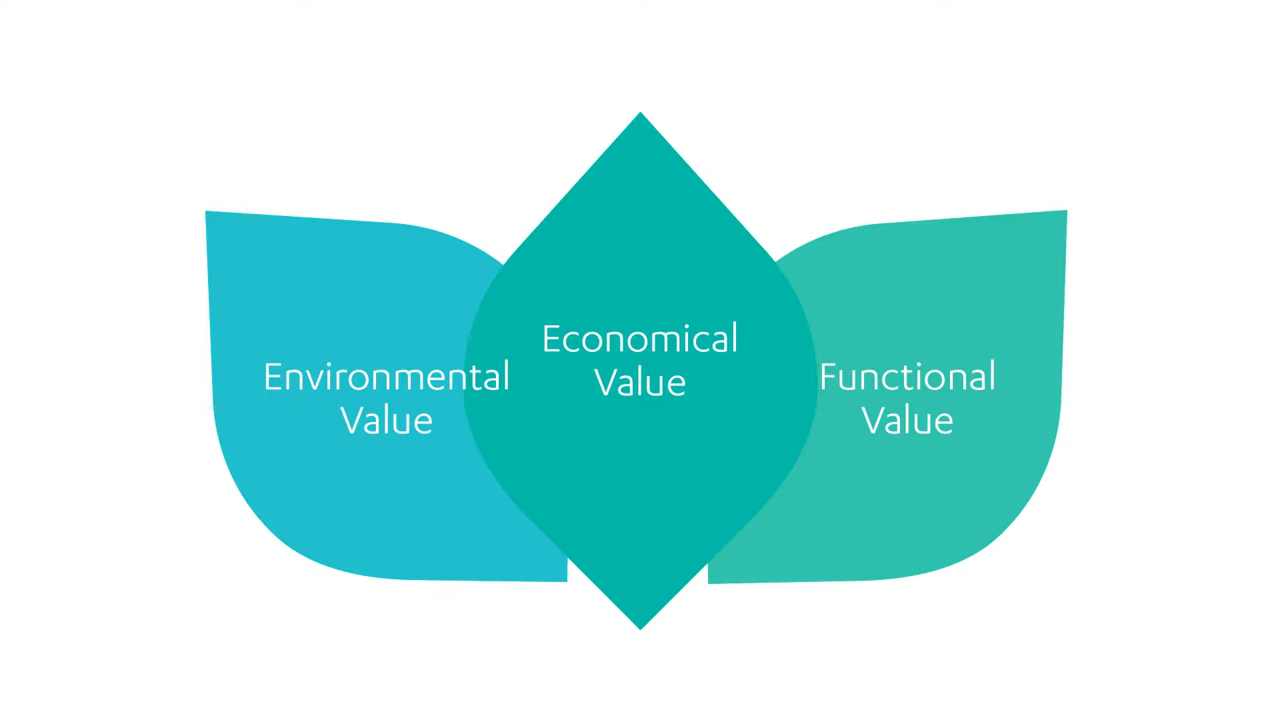 Environmental
Value
Economical
Value
Functional
Value